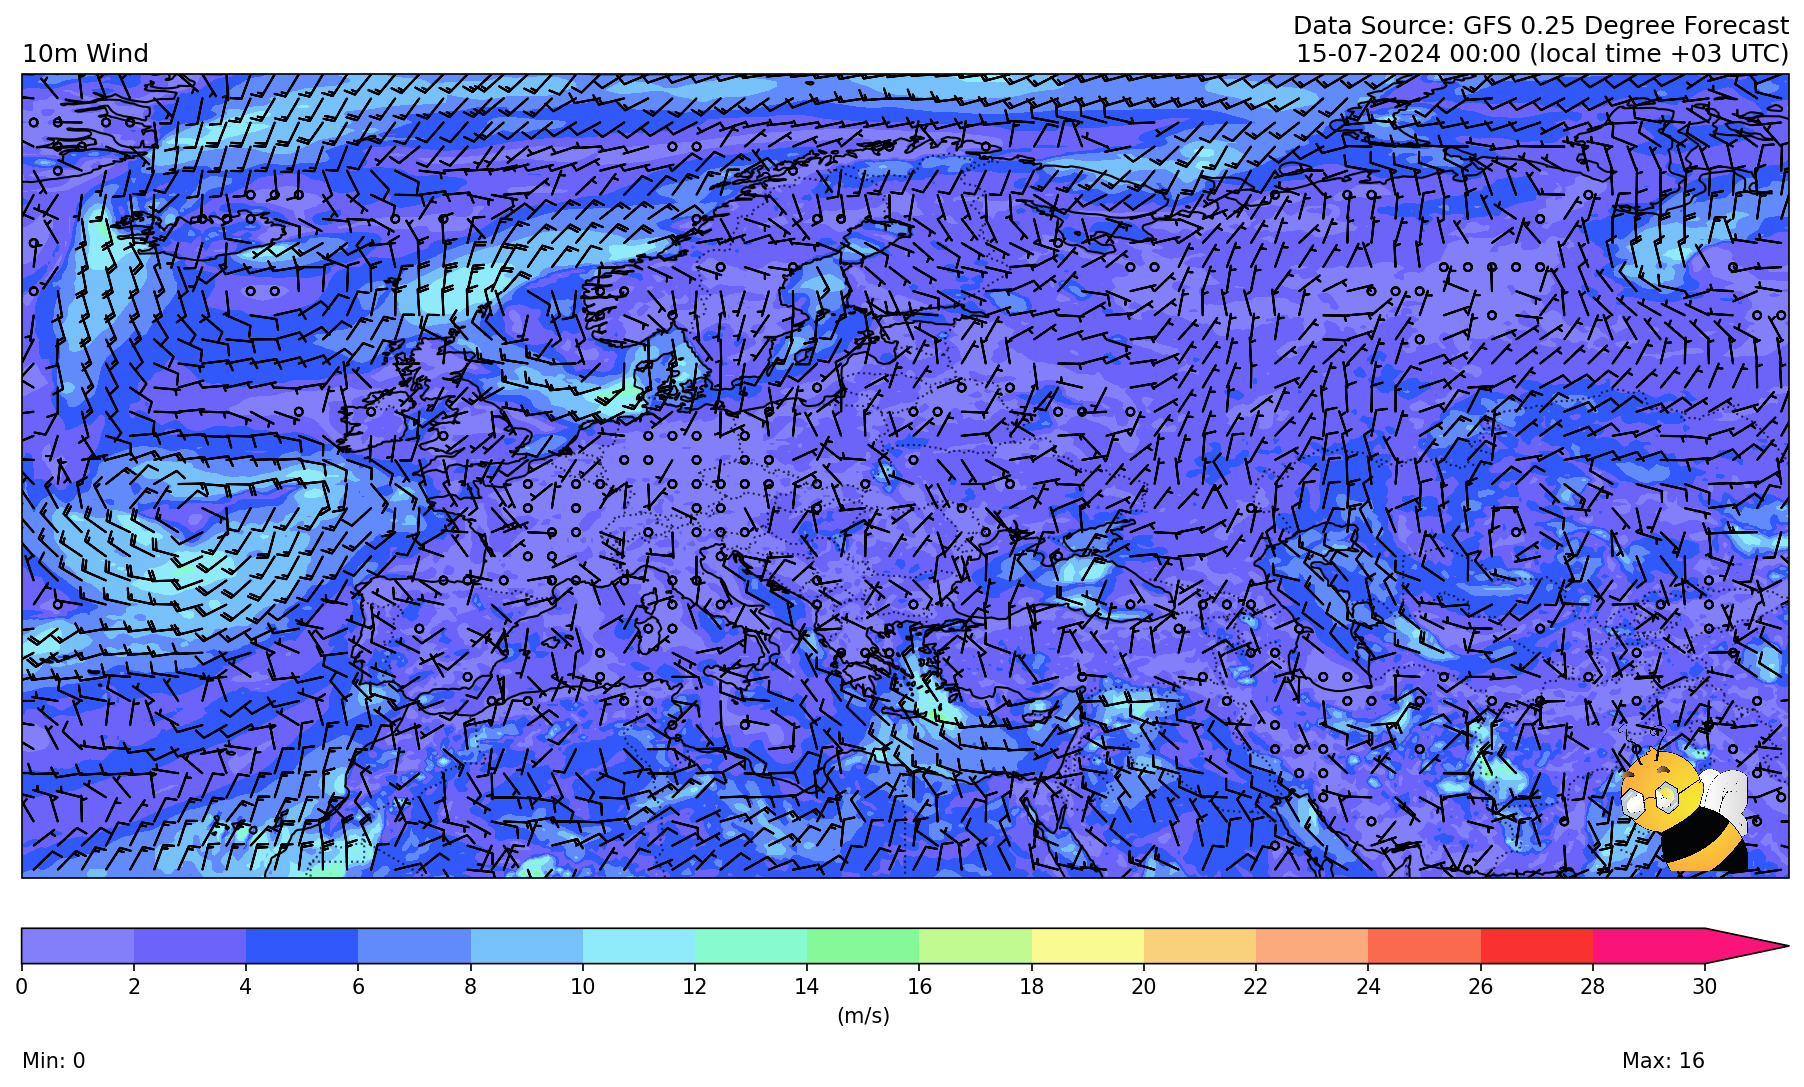 Data Source: GFS 0.25 Degree Forecast
10m Wind
15-07-2024 00:00 (local time +03 UTC)
0 2 4 6 8 10 12 14 16 18 20 22 24 26 28 30
(m/s)
Min: 0
Max: 16